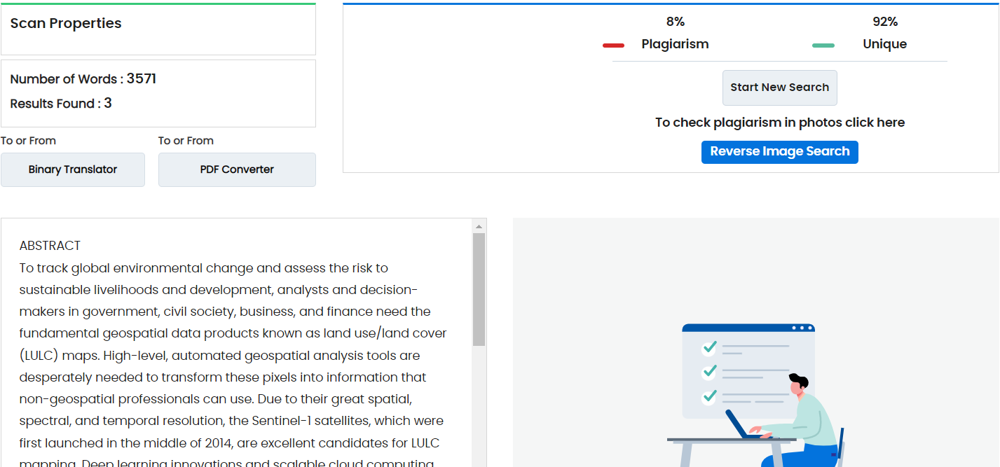 Scan Properties
Number of Words : 3571
Results Found : 3
To or From
Binary Translator
To or From
PDF Converter
8%
Plagiarism
92%
Unique
Start New Search
To check plagiarism in photos click here
Reverse Image Search
ABSTRACT
To track global environmental change and assess the risk to
sustainable livelihoods and development, analysts and decision-
makers in government, civil society, business, and finance need the
fundamental geospatial data products known as land use/land cover
(LULC) maps. High-level, automated geospatial analysis tools are
desperately needed to transform these pixels into information that
non-geospatial professionals can use. Due to their great spatial,
spectral, and temporal resolution, the Sentinel-1 satellites, which were
first launched in the middle of 2014, are excellent candidates for LULC
mapping. Deep learning innovations and scalable cloud computing